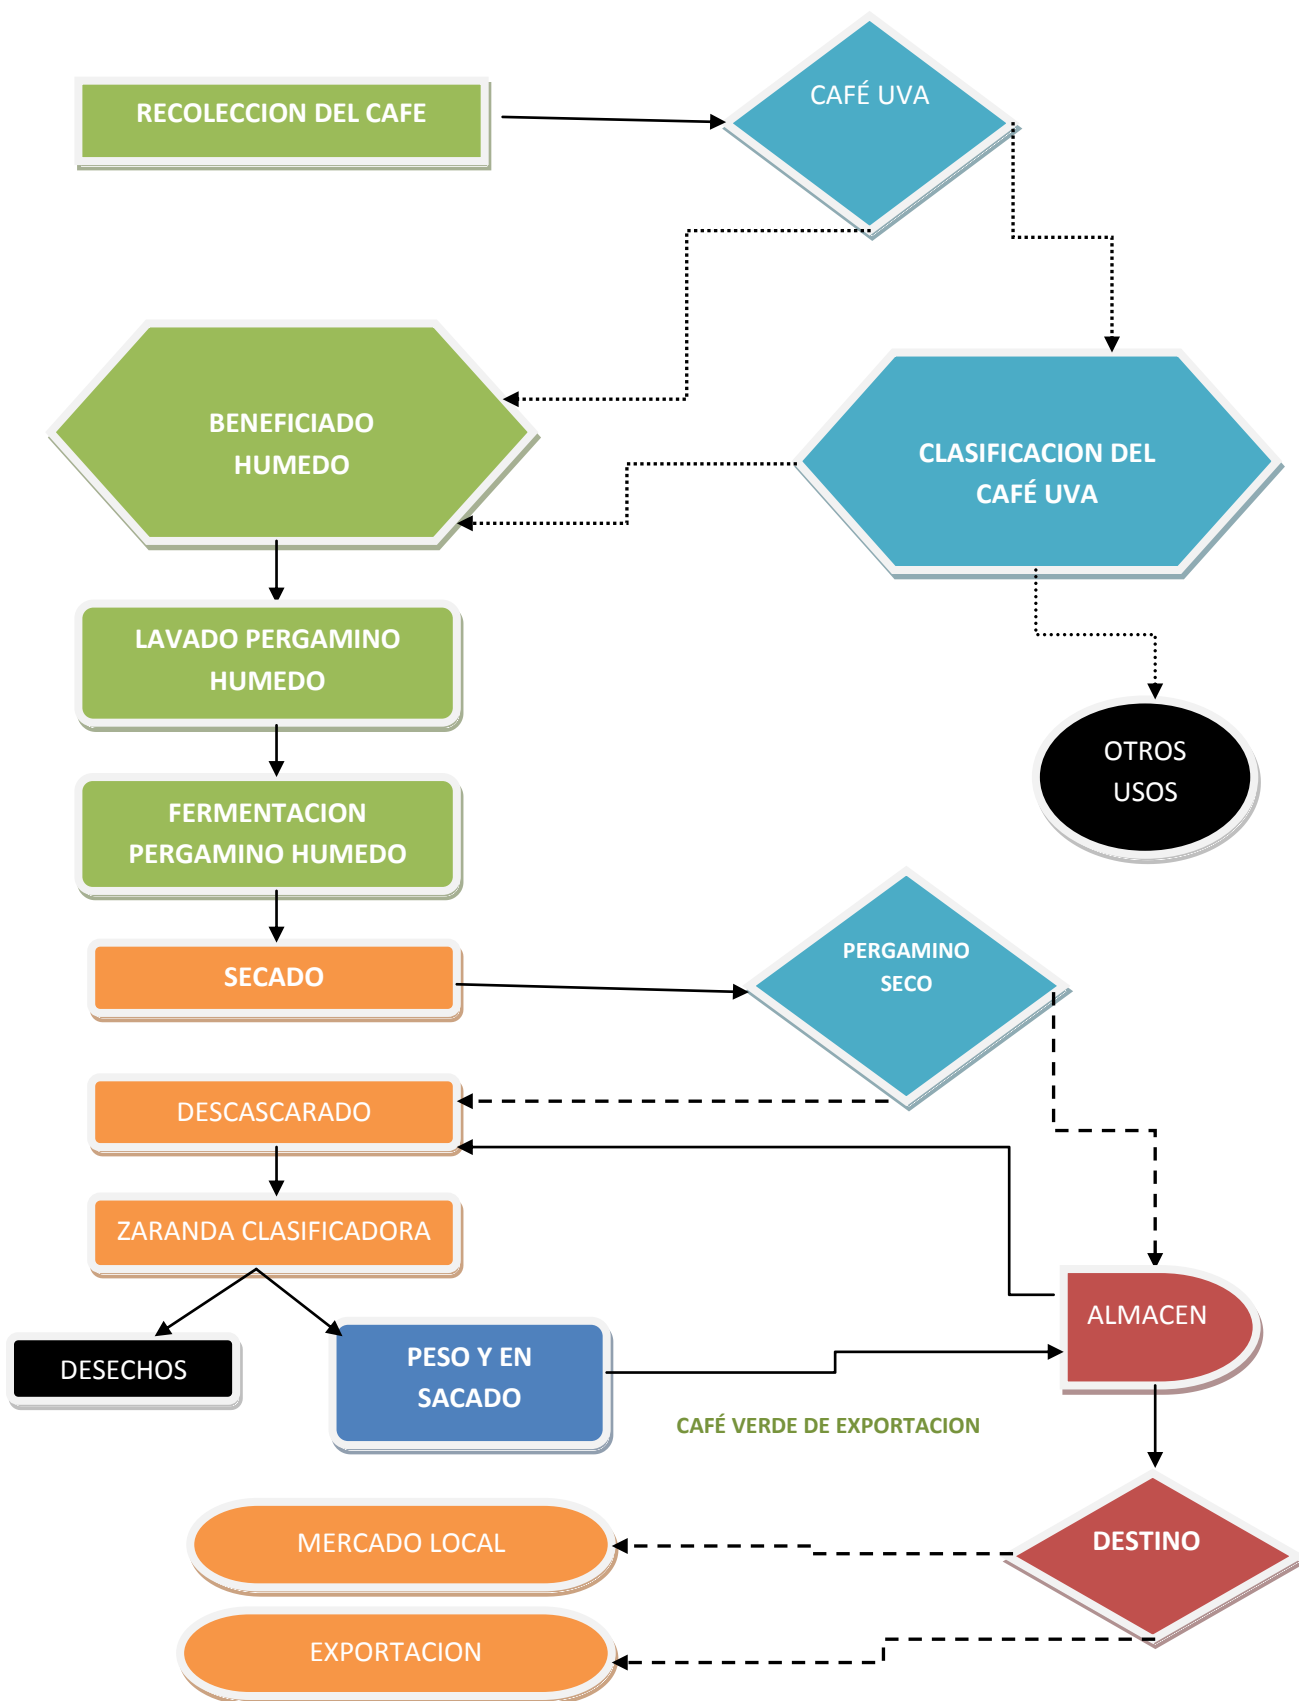 RECOLECCION DEL CAFE
CAFÉ UVA
BENEFICIADO
HUMEDO
CLASIFICACION DEL
CAFÉ UVA
LAVADO PERGAMINO
HUMEDO
OTROS
USOS
FERMENTACION
PERGAMINO HUMEDO
SECADO
PERGAMINO
SECO
DESCASCARADO
ZARANDA CLASIFICADORA
ALMACEN
DESECHOS
PESO Y EN
SACADO
CAFÉ VERDE DE EXPORTACION
MERCADO LOCAL
DESTINO
EXPORTACION